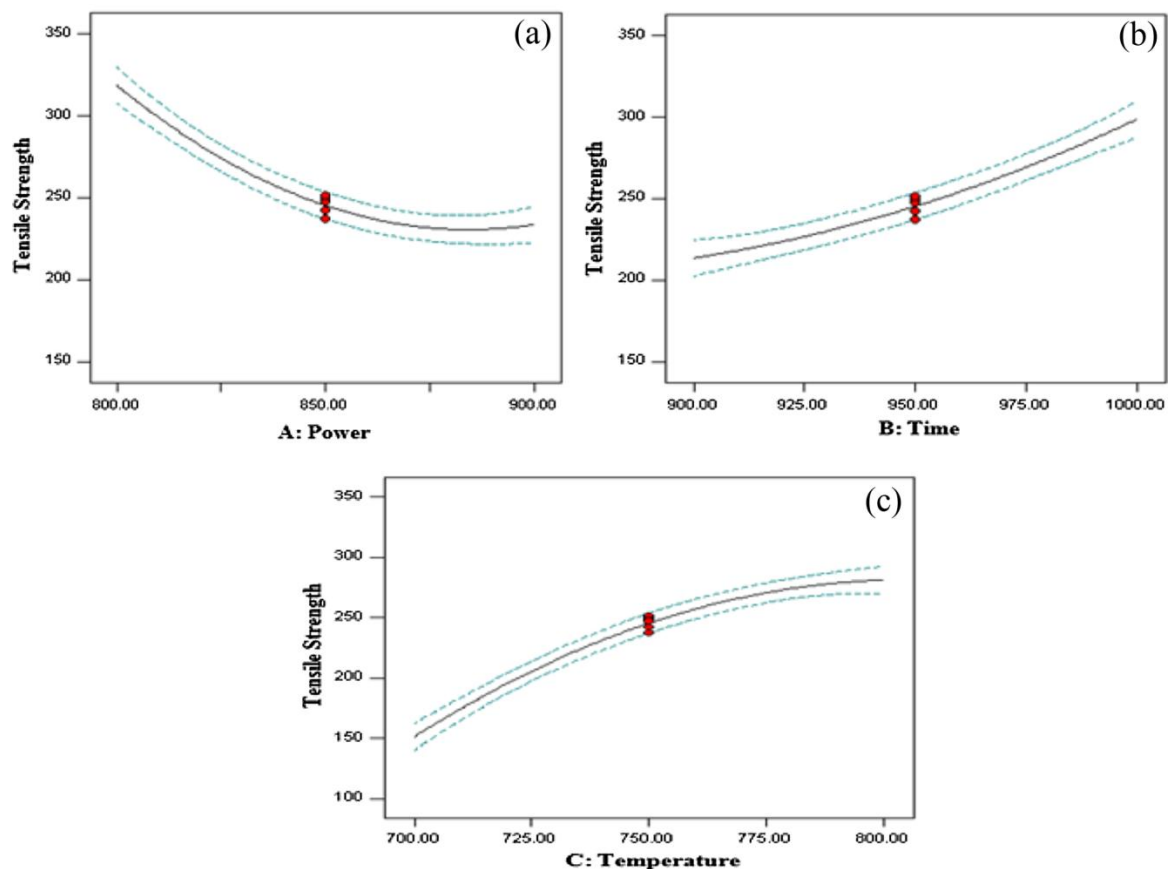 (a)
350
300
250
200
150
Tensile Strength
800.00 850.00 900.00
A: Power
(b)
350
300
250
200
150
Tensile Strength
900.00 925.00 950.00 975.00 1000.00
B: Time
(c)
350
300
250
200
150
100
Tensile Strength
700.00 725.00 750.00 775.00 800.00
C: Temperature